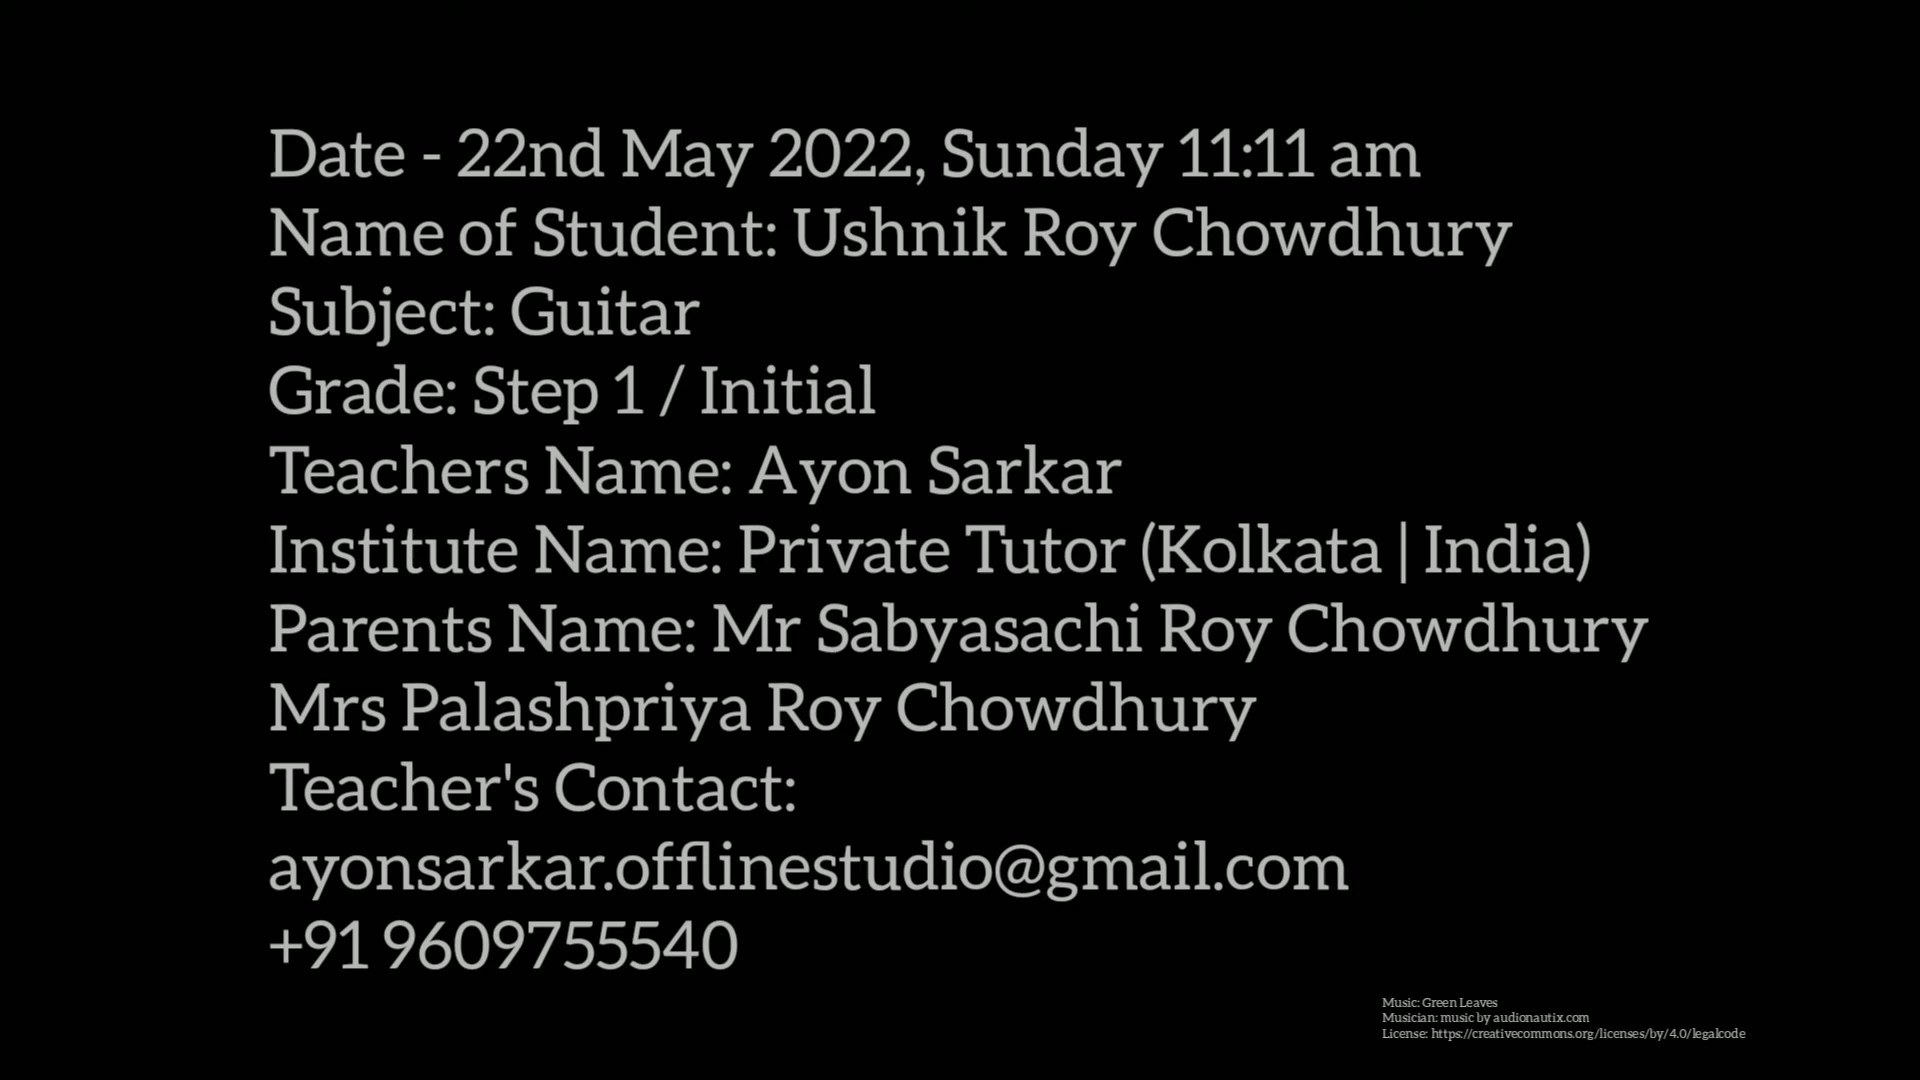 Date - 22nd May 2022, Sunday 11:11 am
Name of Student: Ushnik Roy Chowdhury
Subject: Guitar
Grade: Step 1 / Initial
Teachers Name: Ayon Sarkar
Institute Name: Private Tutor (Kolkata | India)
Parents Name: Mr Sabyasachi Roy Chowdhury
Mrs Palashpriya Roy Chowdhury
Teacher's Contact:
ayonsarkar.offlinestudio@gmail.com
+91 9609755540
Music: Green Leaves
Musician: music by audionautix.com
License: https://creativecommons.org/licenses/by/4.0/legalcode